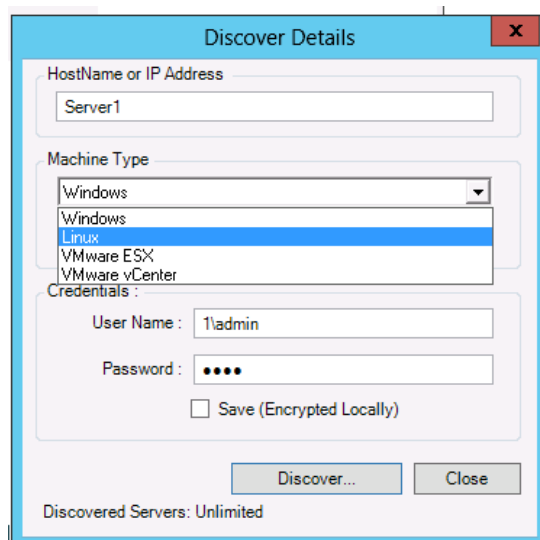 Discover Details
x
HostName or IP Address
Server1
Machine Type
Windows
Windows
Linux
VMware ESX
VMware vCenter
Credentials :
User Name : 1\admin
Password : ••••
Save (Encrypted Locally)
Discover... Close
Discovered Servers: Unlimited